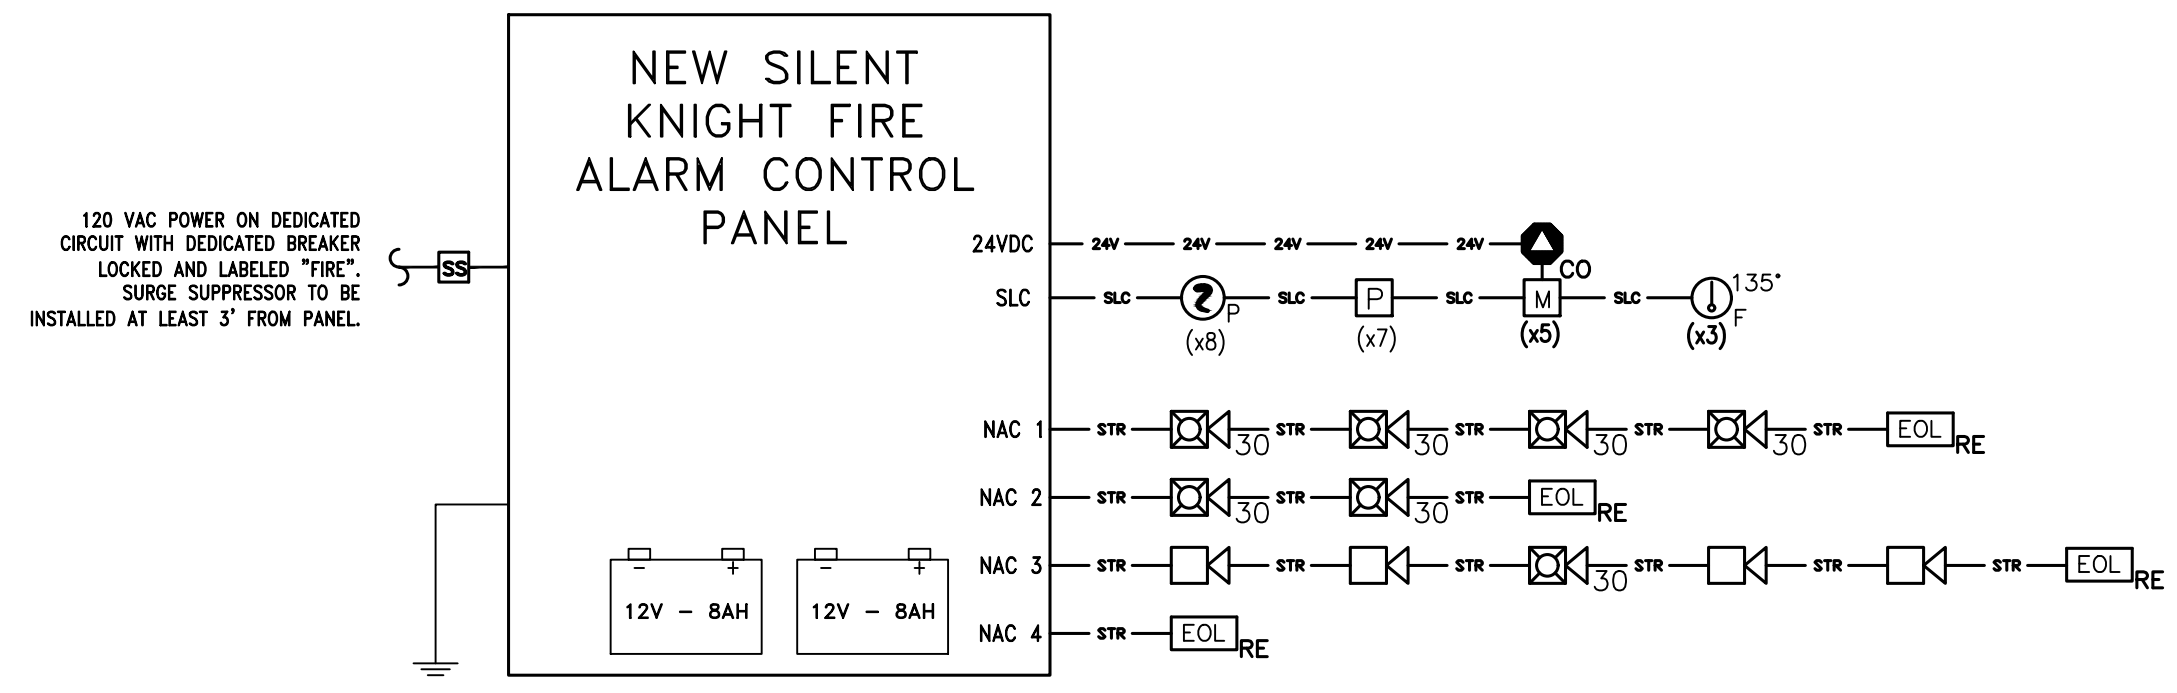 NEW SILENT
KNIGHT FIRE
ALARM CONTROL
PANEL
120 VAC POWER ON DEDICATED
CIRCUIT WITH DEDICATED BREAKER
LOCKED AND LABELED "FIRE".
SURGE SUPPRESSOR TO BE
INSTALLED AT LEAST 3' FROM PANEL.
SS
24VDC 24V 24V 24V 24V 24V
CO
SLC SLC P SLC P SLC M SLC 135° F
(x8) (x7) (x5) (x3)
NAC 1 STR 30 STR 30 STR 30 STR 30 STR EOL RE
NAC 2 STR 30 STR 30 STR EOL RE
NAC 3 STR STR STR 30 STR STR STR EOL RE
NAC 4 STR EOL RE
- + - +
12V - 8AH 12V - 8AH